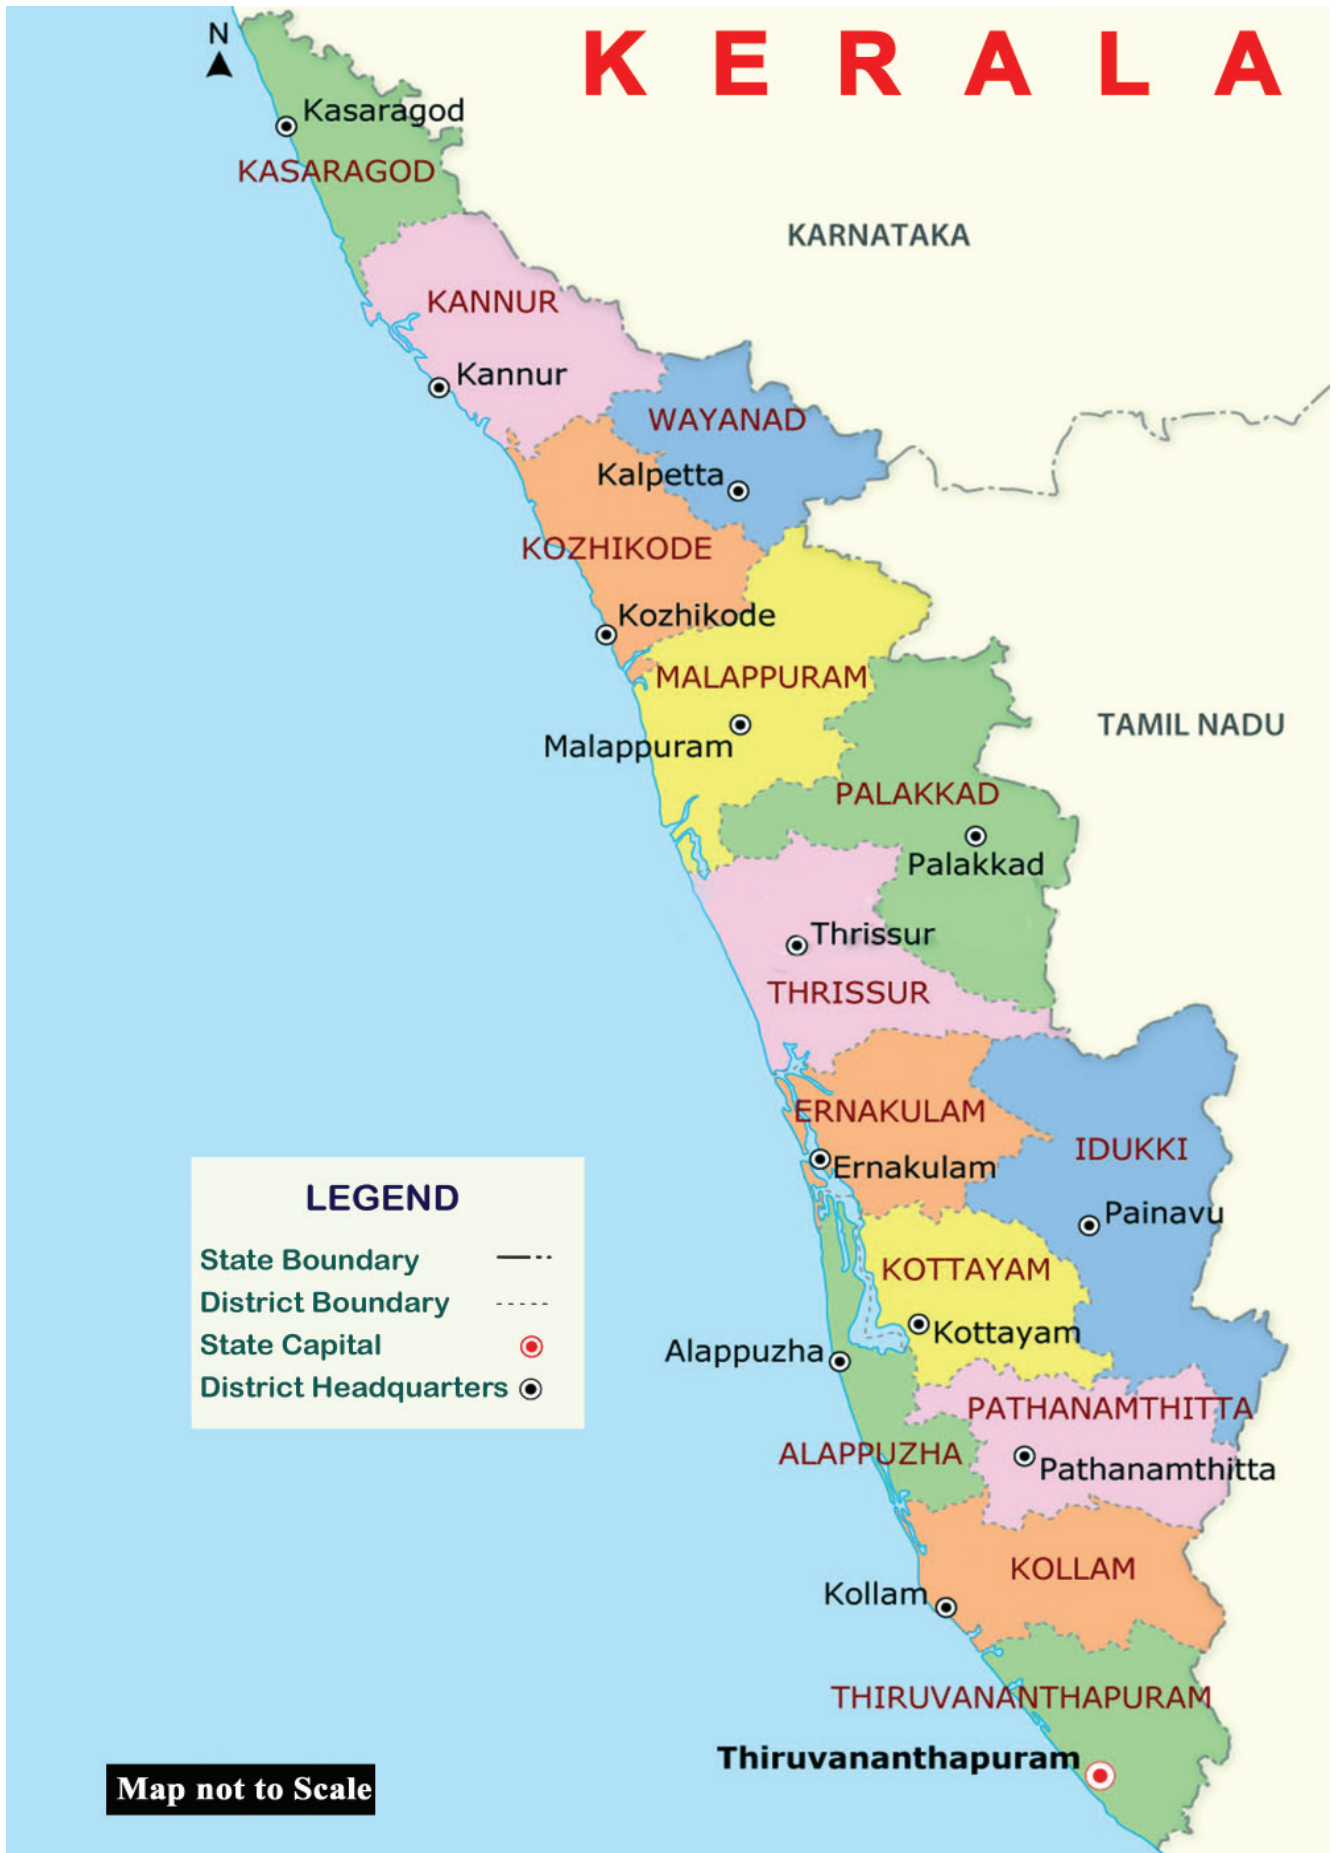 N
K E R A L A
Kasaragod
KASARAGOD
KARNATAKA
KANNUR
Kannur
WAYANAD
Kalpetta
KOZHIKODE
Kozhikode
MALAPPURAM
TAMIL NADU
Malappuram
PALAKKAD
Palakkad
Thrissur
THRISSUR
ERNAKULAM
IDUKKI
Ernakulam
Painavu
KOTTAYAM
Kottayam
Alappuzha
PATHANAMTHITTA
ALAPPUZHA
Pathanamthitta
KOLLAM
Kollam
THIRUVANANTHAPURAM
Thiruvananthapuram
LEGEND
State Boundary
District Boundary
State Capital
District Headquarters
Map not to Scale